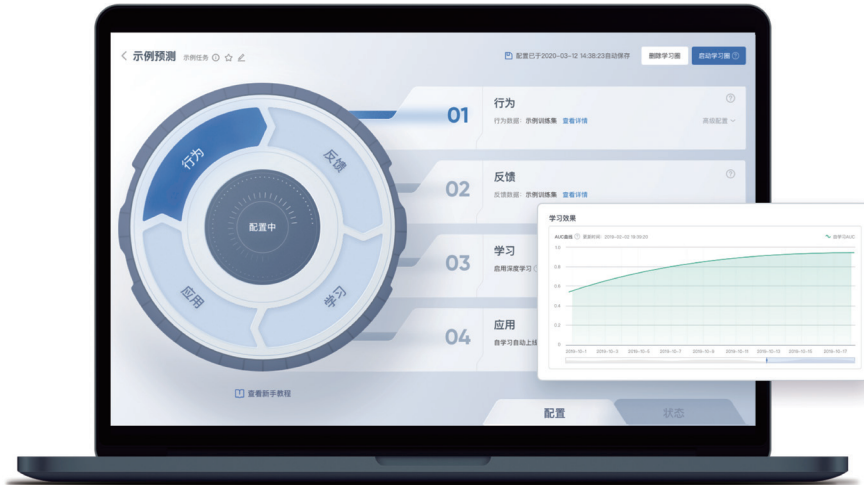 示例预测 示例任务
配置已于2020-03-12 14:38:23自动保存
删除学习圈
启动学习圈
行为
反馈
学习
应用
配置中
查看新手教程
01
行为
行为数据：示例训练集 查看详情
高级配置
02
反馈
反馈数据：示例训练集 查看详情
03
学习
启用深度学习
04
应用
自学习自动上线
学习效果
AUC曲线
自学习AUC
1.0
0.8
0.6
0.4
0.2
0
配置
状态